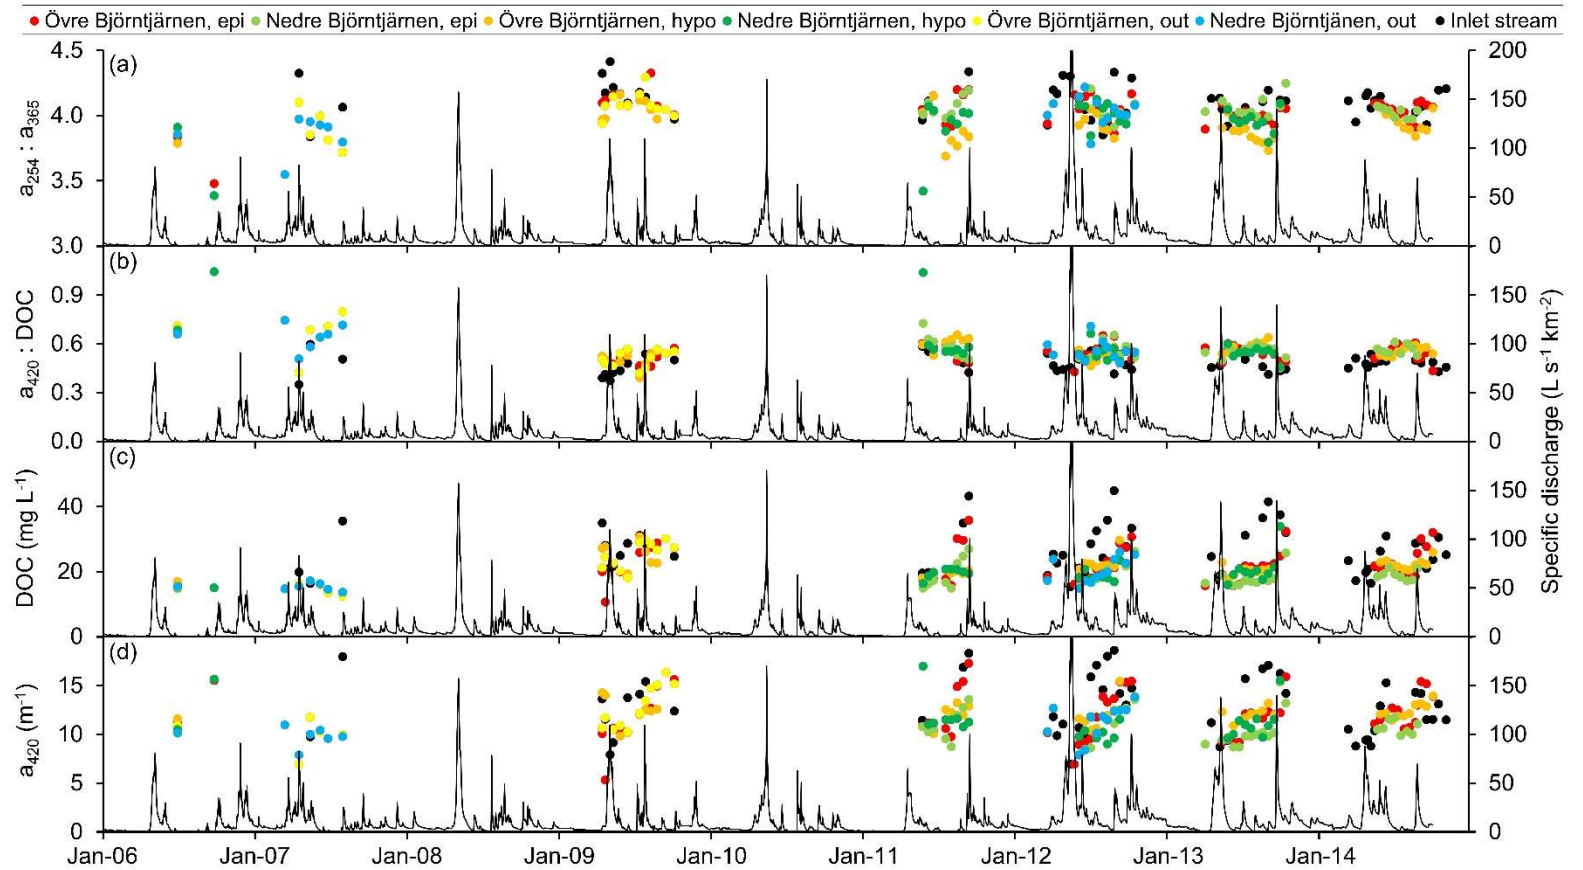 Övre Björntjärnen, epi Nedre Björntjärnen, epi Övre Björntjärnen, hypo Nedre Björntjärnen, hypo Övre Björntjärnen, out Nedre Björntjänen, out Inlet stream
(a)
a254 : a365
4.5
4.0
3.5
3.0
200
150
100
50
0
(b)
a420 : DOC
0.9
0.6
0.3
0.0
150
100
50
0
(c)
DOC (mg L-1)
40
20
0
150
100
50
0
(d)
a420 (m-1)
15
10
5
0
150
100
50
0
Specific discharge (L s-1 km-2)
Jan-06 Jan-07 Jan-08 Jan-09 Jan-10 Jan-11 Jan-12 Jan-13 Jan-14